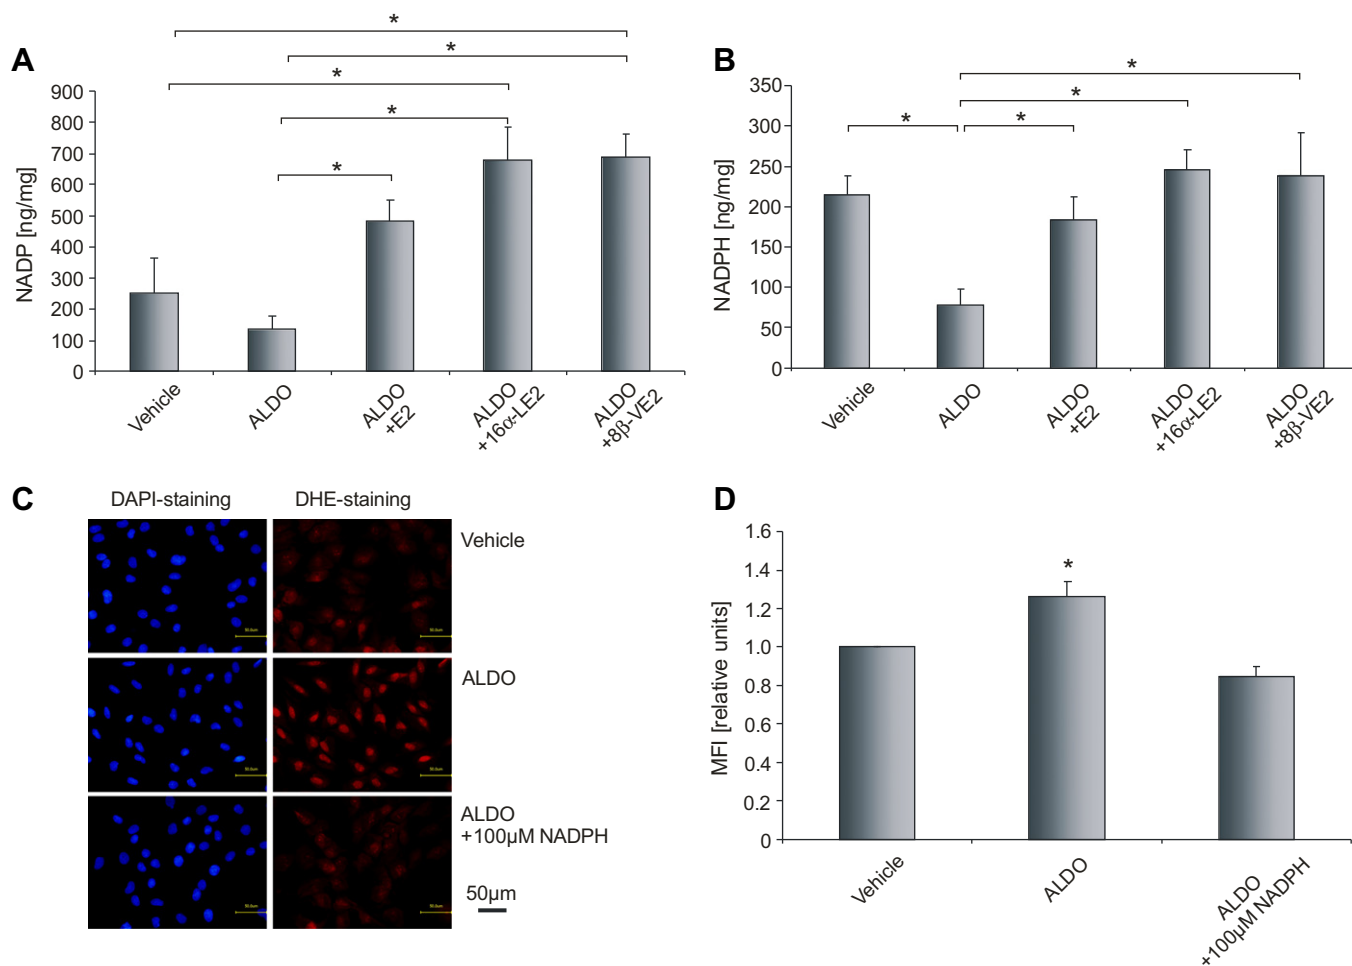 A
*
*
*
*
*
NADP [ng/mg]
900
800
700
600
500
400
300
200
100
0
Vehicle
ALDO
ALDO
+E2
ALDO
+16α-LE2
ALDO
+8β-VE2
B
*
*
*
*
NADPH [ng/mg]
350
300
250
200
150
100
50
0
Vehicle
ALDO
ALDO
+E2
ALDO
+16α-LE2
ALDO
+8β-VE2
C
DAPI-staining
DHE-staining
Vehicle
ALDO
ALDO
+100µM NADPH
50µm
D
MFI [relative units]
1.6
1.4
1.2
1.0
0.8
0.6
0.4
0.2
0
*
Vehicle
ALDO
ALDO
+100µM NADPH